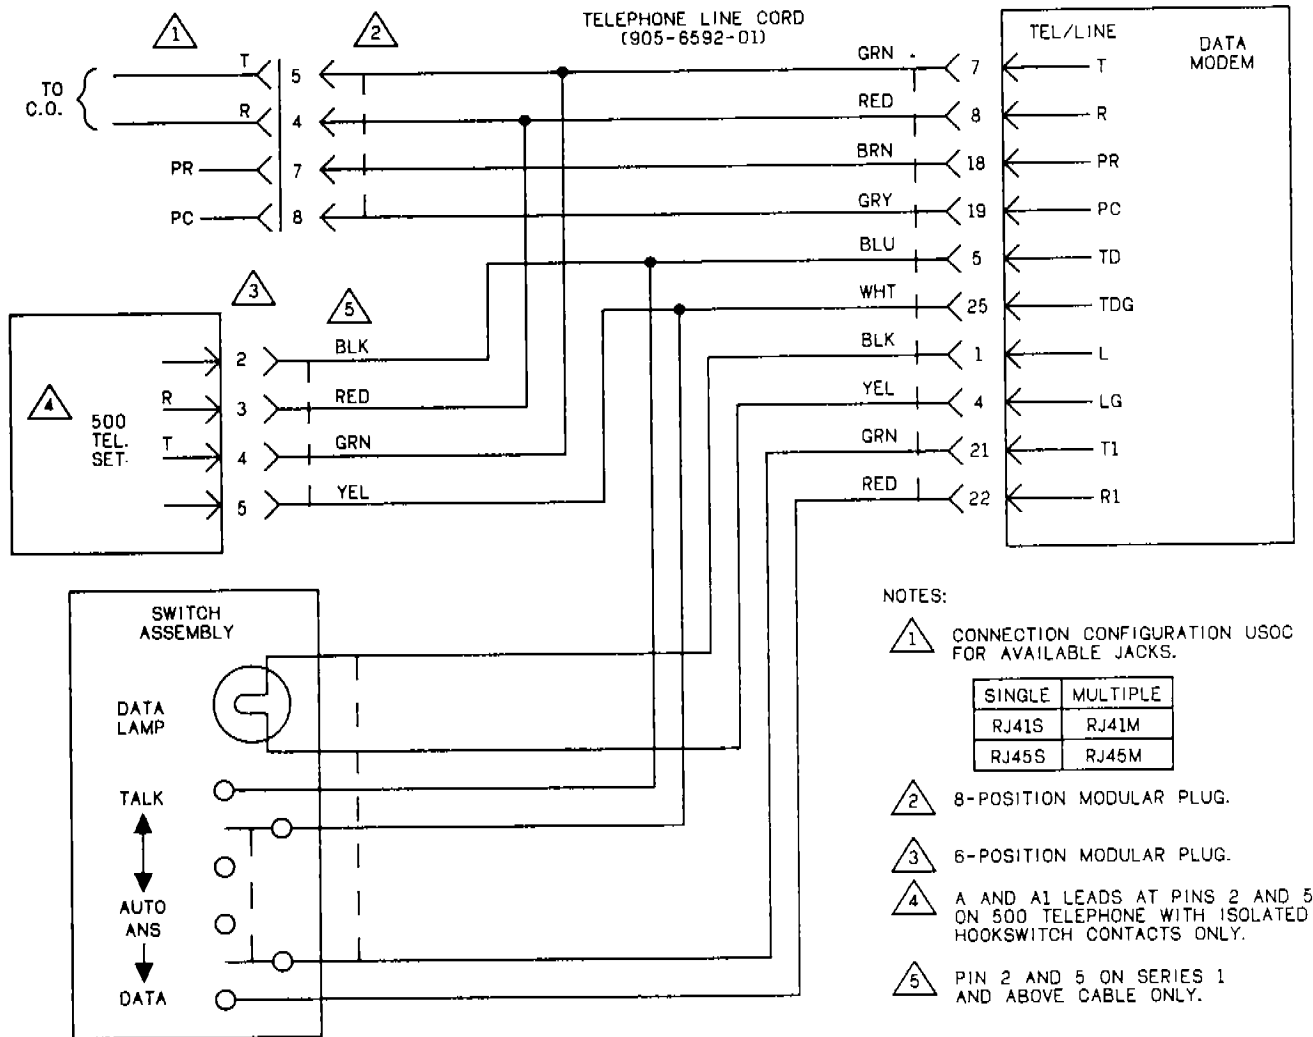 TELEPHONE LINE CORD
(905-6592-01)
1
2
TO
C.O.
T
5
R
4
PR
7
PC
8
GRN
7
RED
8
BRN
18
GRY
19
BLU
5
WHT
25
BLK
1
YEL
4
GRN
21
RED
22
TEL/LINE
DATA
MODEM
T
R
PR
PC
TD
TDG
L
LG
T1
R1
3
5
4
500
TEL.
SET.
R
T
2
BLK
3
RED
4
GRN
5
YEL
SWITCH
ASSEMBLY
DATA
LAMP
TALK
AUTO
ANS
DATA
NOTES:
1 CONNECTION CONFIGURATION USOC
FOR AVAILABLE JACKS.
SINGLE MULTIPLE
RJ41S RJ41M
RJ45S RJ45M
2 8-POSITION MODULAR PLUG.
3 6-POSITION MODULAR PLUG.
4 A AND A1 LEADS AT PINS 2 AND 5
ON 500 TELEPHONE WITH ISOLATED
HOOKSWITCH CONTACTS ONLY.
5 PIN 2 AND 5 ON SERIES 1
AND ABOVE CABLE ONLY.